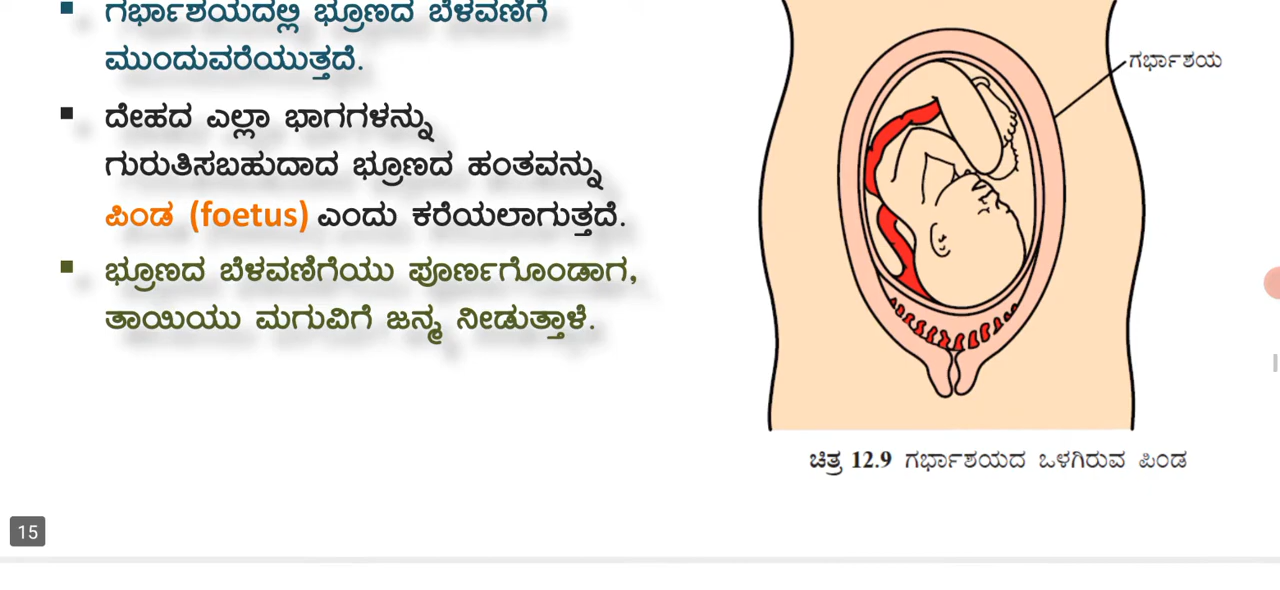 ಗರ್ಭಾಶಯದಲ್ಲಿ ಭ್ರೂಣದ ಬೆಳವಣಿಗೆ
ಮುಂದುವರೆಯುತ್ತದೆ.
ದೇಹದ ಎಲ್ಲಾ ಭಾಗಗಳನ್ನು
ಗುರುತಿಸಬಹುದಾದ ಭ್ರೂಣದ ಹಂತವನ್ನು
ಪಿಂಡ (foetus) ಎಂದು ಕರೆಯಲಾಗುತ್ತದೆ.
ಭ್ರೂಣದ ಬೆಳವಣಿಗೆಯು ಪೂರ್ಣಗೊಂಡಾಗ,
ತಾಯಿಯು ಮಗುವಿಗೆ ಜನ್ಮ ನೀಡುತ್ತಾಳೆ.
ಗರ್ಭಾಶಯ
ಚಿತ್ರ 12.9 ಗರ್ಭಾಶಯದ ಒಳಗಿರುವ ಪಿಂಡ
15